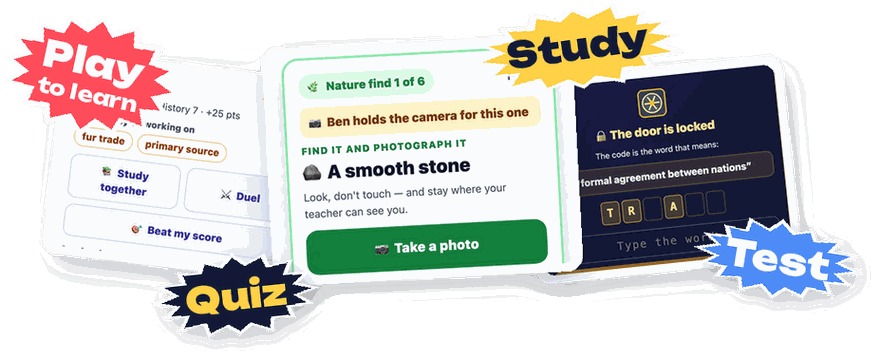 Play
to learn
istory 7 · +25 pts
working on
fur trade
primary source
Study
together
Duel
Beat my score
Quiz
Nature find 1 of 6
Ben holds the camera for this one
FIND IT AND PHOTOGRAPH IT
A smooth stone
Look, don't touch — and stay where your
teacher can see you.
Take a photo
Study
The door is locked
The code is the word that means:
formal agreement between nations"
T R A
Type the wor
Test